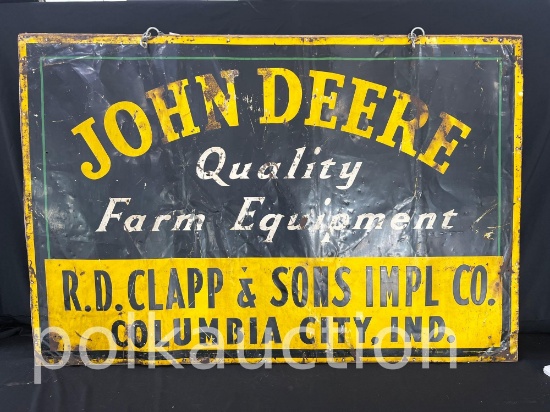 JOHN DEERE
Quality
Farm Equipment
R.D. CLAPP & SONS IMPL CO.
COLUMBIA CITY, IND.
polkauction